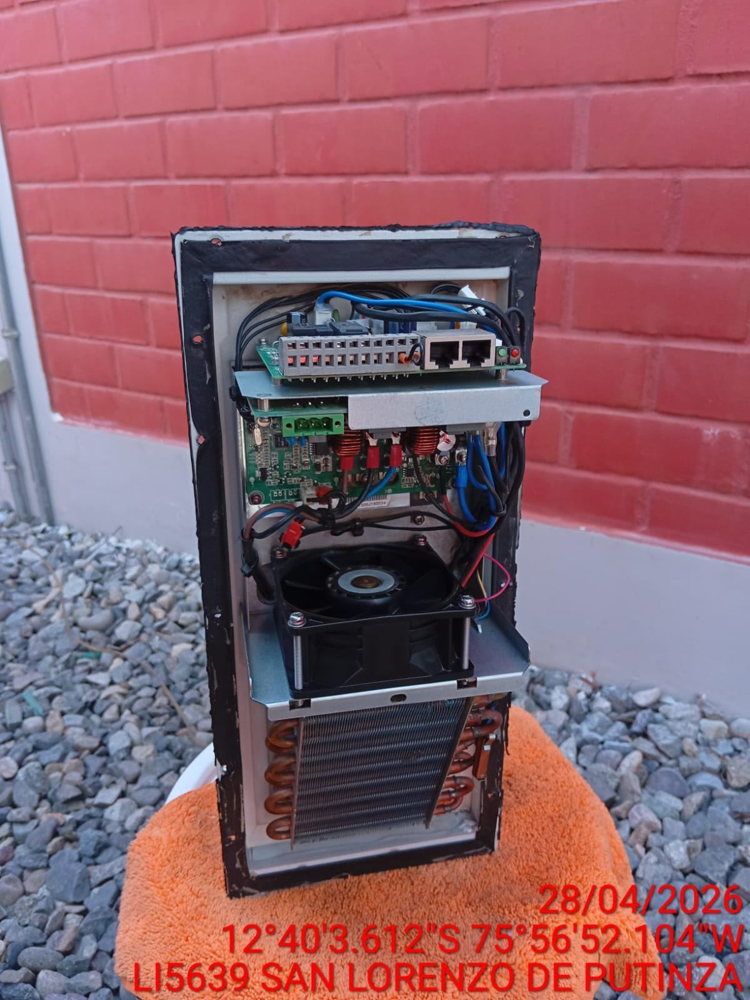 28/04/2026
12°40'3.612"S 75°56'52.104"W
LI5639 SAN LORENZO DE PUTINZA